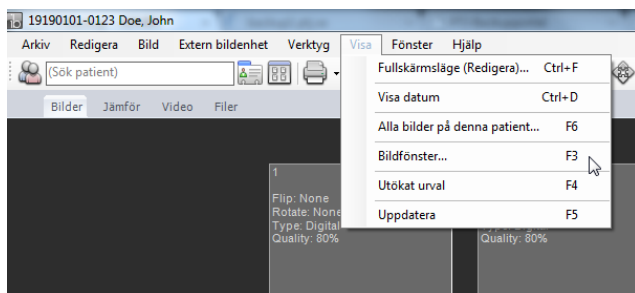 19190101-0123 Doe, John
Arkiv Redigera Bild Extern bildenhet Verktyg Visa Fönster Hjälp
(Sök patient)
Fullskärmsläge (Redigera)... Ctrl+F
Visa datum Ctrl+D
Bilder Jämför Video Filer
Alla bilder på denna patient... F6
Bildfönster... F3
1
Utökat urval F4
Flip: None
Rotate: None
Uppdatera F5
Type: Digital
Quality: 80%
Quality: 80%